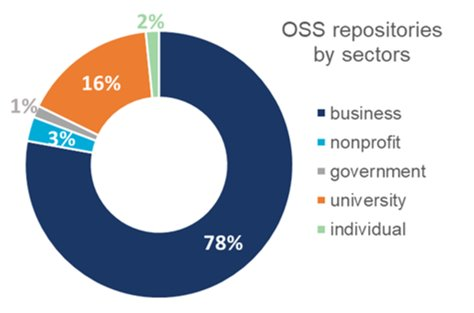 2%
OSS repositories
by sectors
16%
1%
3%
78%
business
nonprofit
government
university
individual